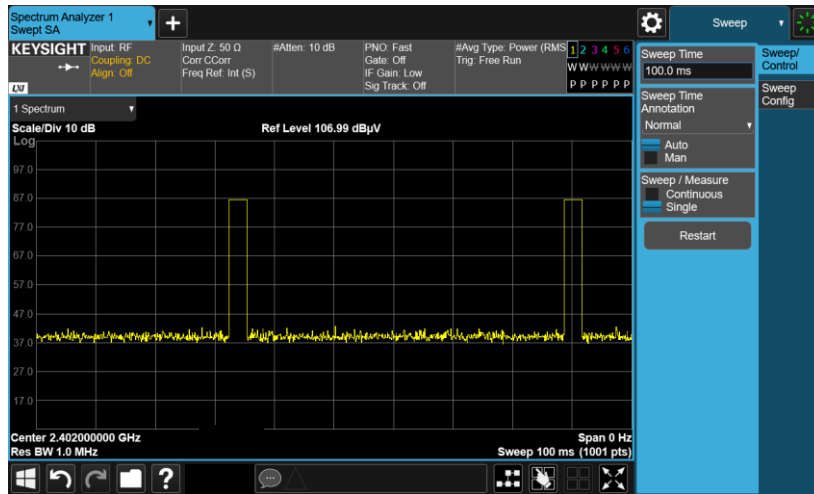 Spectrum Analyzer 1
Swept SA
+
Sweep
KEYSIGHT
LXI
Input: RF
Coupling: DC
Align: Off
Input Z: 50 Ω
Corr CCorr
Freq Ref: Int (S)
#Atten: 10 dB
PNO: Fast
Gate: Off
IF Gain: Low
Sig Track: Off
#Avg Type: Power (RMS
Trig: Free Run
1 2 3 4 5 6
W W W W W W
P P P P P P
1 Spectrum
Scale/Div 10 dB
Ref Level 106.99 dBµV
Log
97.0
87.0
77.0
67.0
57.0
47.0
37.0
27.0
17.0
Center 2.402000000 GHz
Span 0 Hz
Res BW 1.0 MHz
Sweep 100 ms (1001 pts)
?
Sweep Time
100.0 ms
Sweep Time
Annotation
Normal
Auto
Man
Sweep / Measure
Continuous
Single
Restart
Sweep/
Control
Sweep
Config